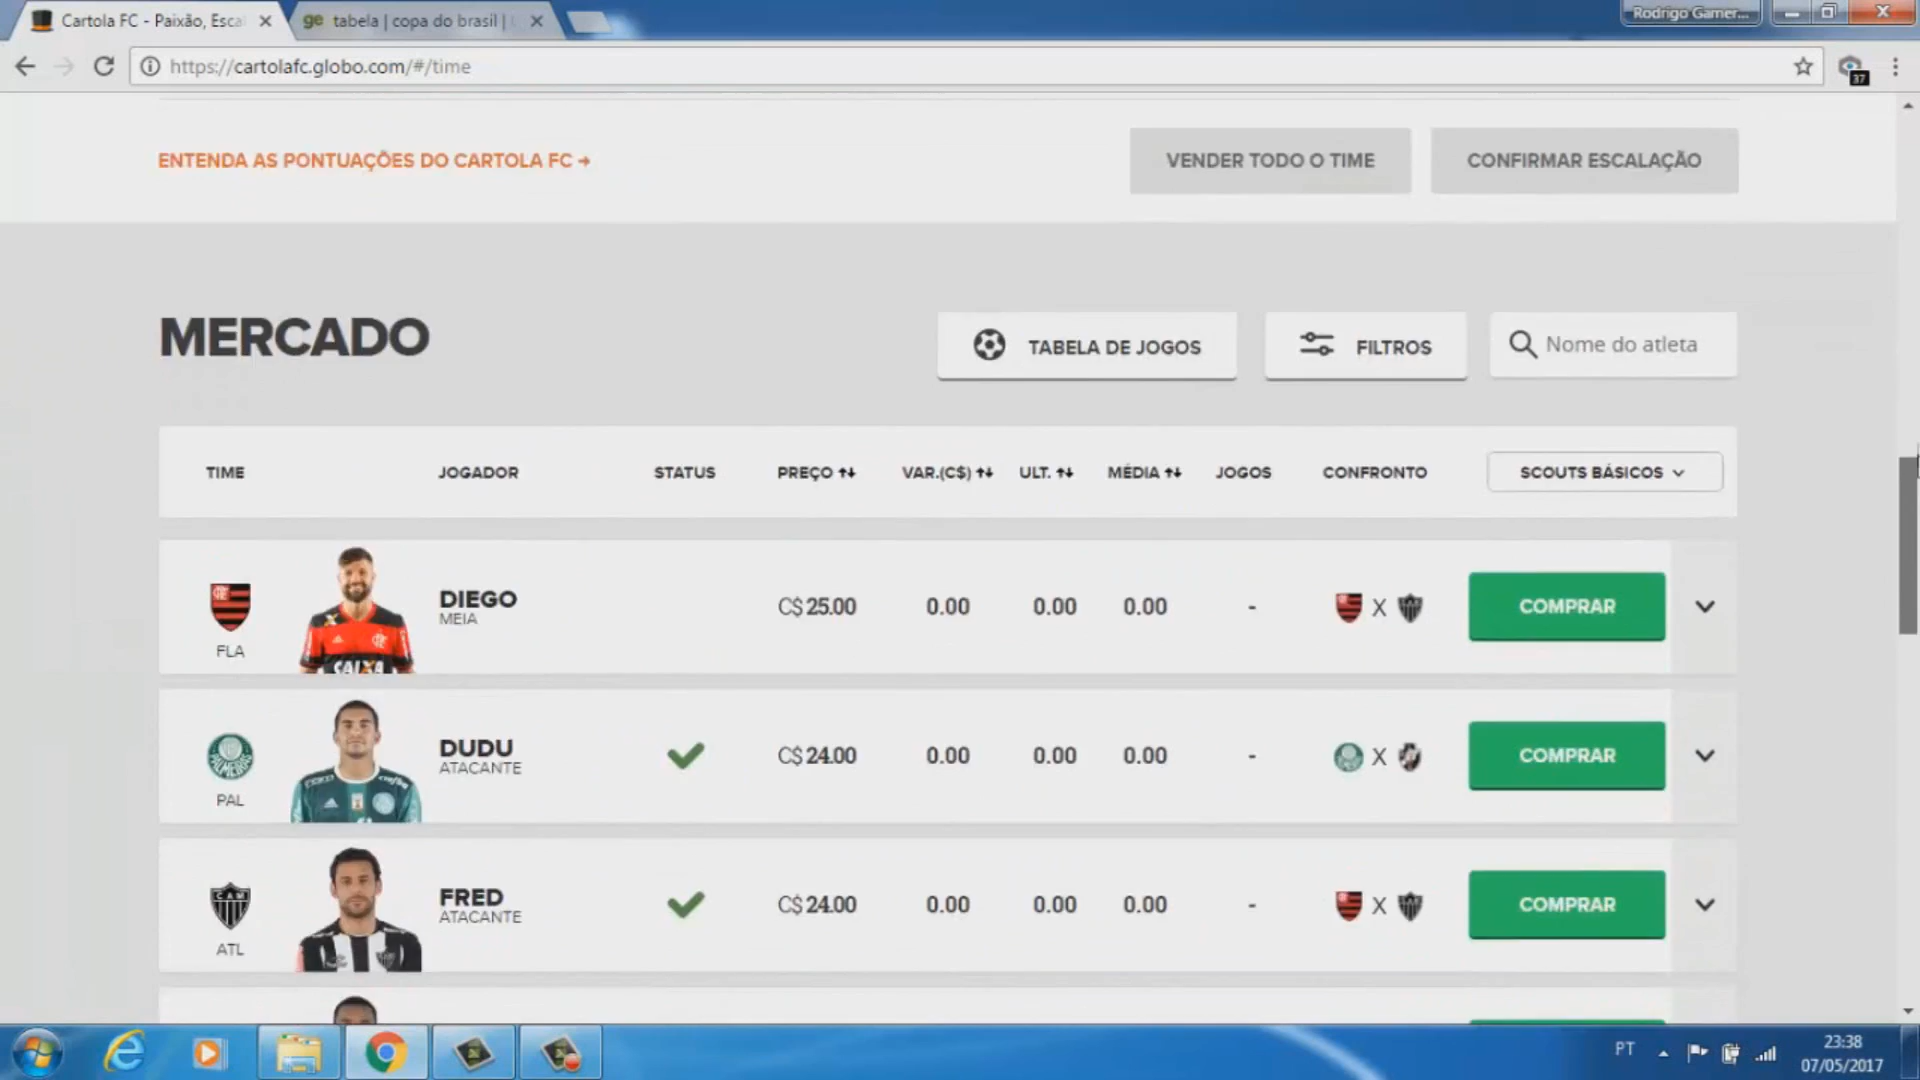 Cartola FC - Paixão, Esca
ge tabela | copa do brasil |
Rodrigo Gamer...
https://cartolafc.globo.com/#/time
37
ENTENDA AS PONTUAÇÕES DO CARTOLA FC
VENDER TODO O TIME
CONFIRMAR ESCALAÇÃO
MERCADO
TABELA DE JOGOS
FILTROS
Nome do atleta
TIME JOGADOR STATUS PREÇO VAR.(C$) ULT. MÉDIA JOGOS CONFRONTO SCOUTS BÁSICOS
DIEGO
MEIA
C$ 25.00 0.00 0.00 0.00 - X COMPRAR
FLA
CAIXA
DUDU
ATACANTE
C$ 24.00 0.00 0.00 0.00 - X COMPRAR
PAL
FRED
ATACANTE
C$ 24.00 0.00 0.00 0.00 - X COMPRAR
CAM
ATL
PT
23:38
07/05/2017